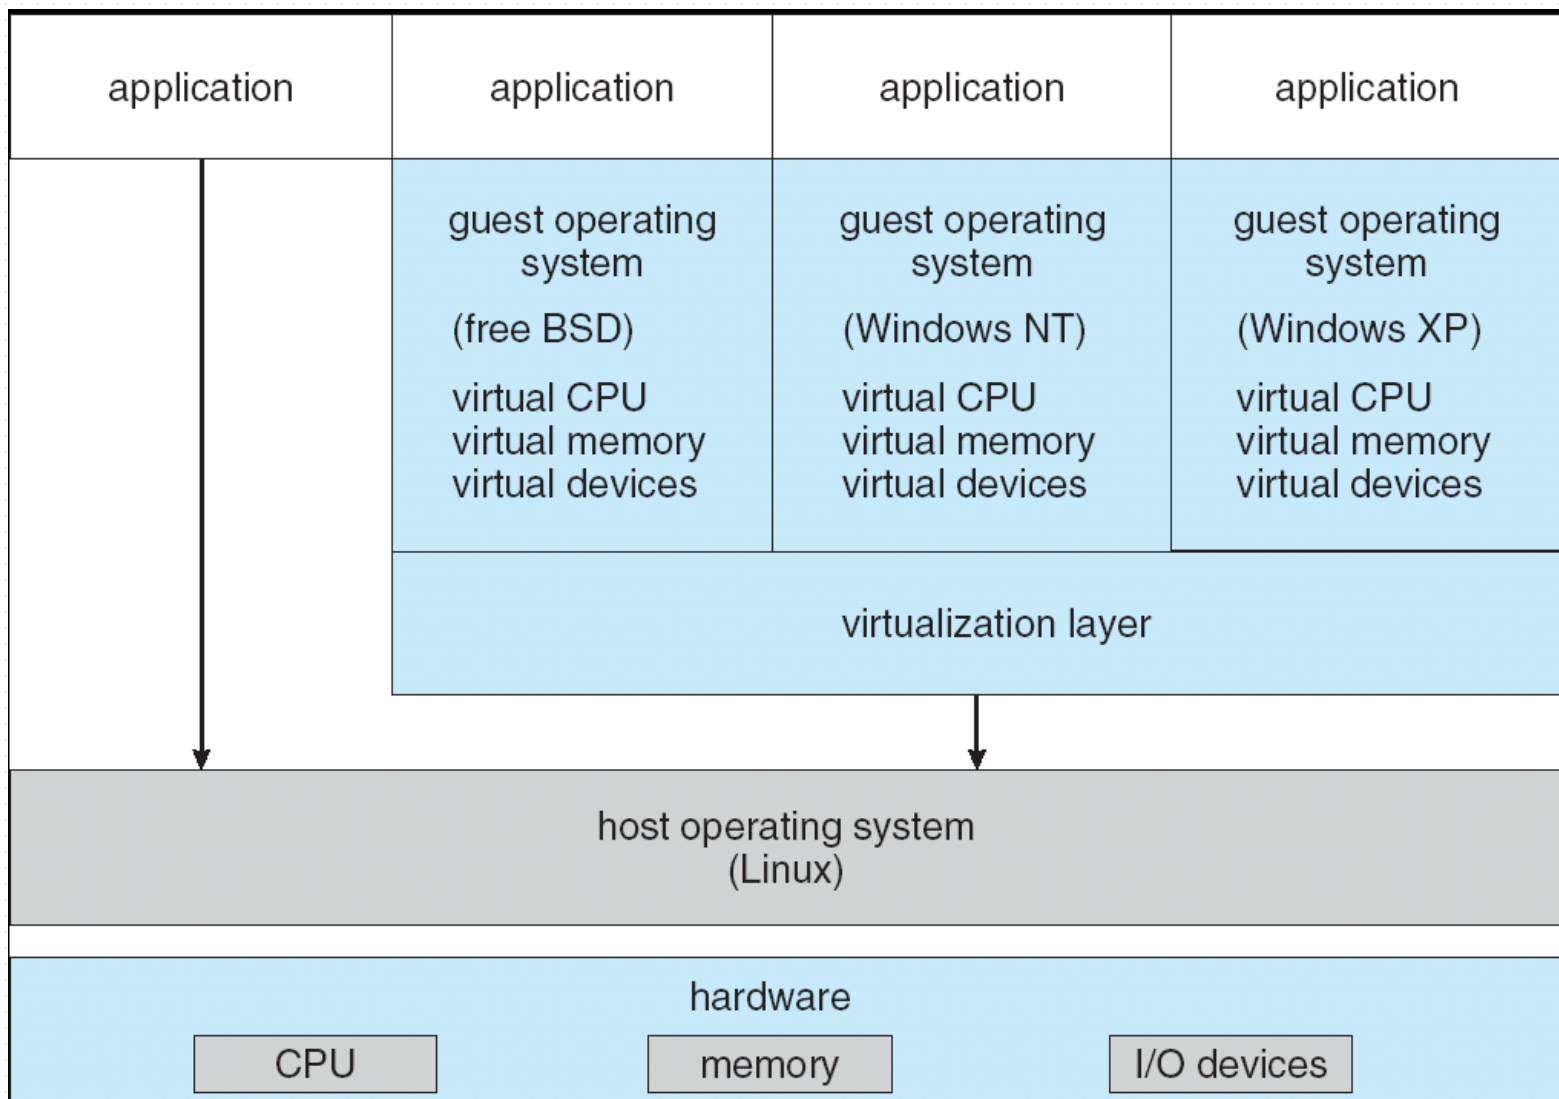 application
application
application
application
guest operating
system
(free BSD)
virtual CPU
virtual memory
virtual devices
guest operating
system
(Windows NT)
virtual CPU
virtual memory
virtual devices
guest operating
system
(Windows XP)
virtual CPU
virtual memory
virtual devices
virtualization layer
host operating system
(Linux)
hardware
CPU
memory
I/O devices